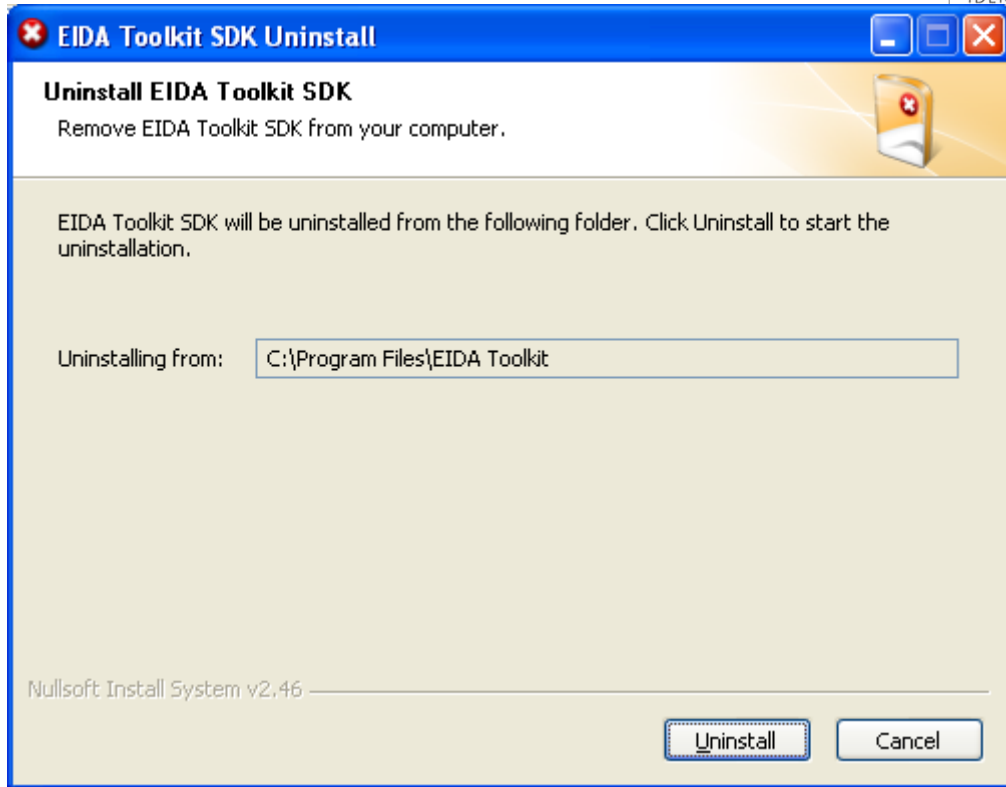 EIDA Toolkit SDK Uninstall
Uninstall EIDA Toolkit SDK
Remove EIDA Toolkit SDK from your computer.
EIDA Toolkit SDK will be uninstalled from the following folder. Click Uninstall to start the
uninstallation.
Uninstalling from: C:\Program Files\EIDA Toolkit
Nullsoft Install System v2.46
Uninstall Cancel